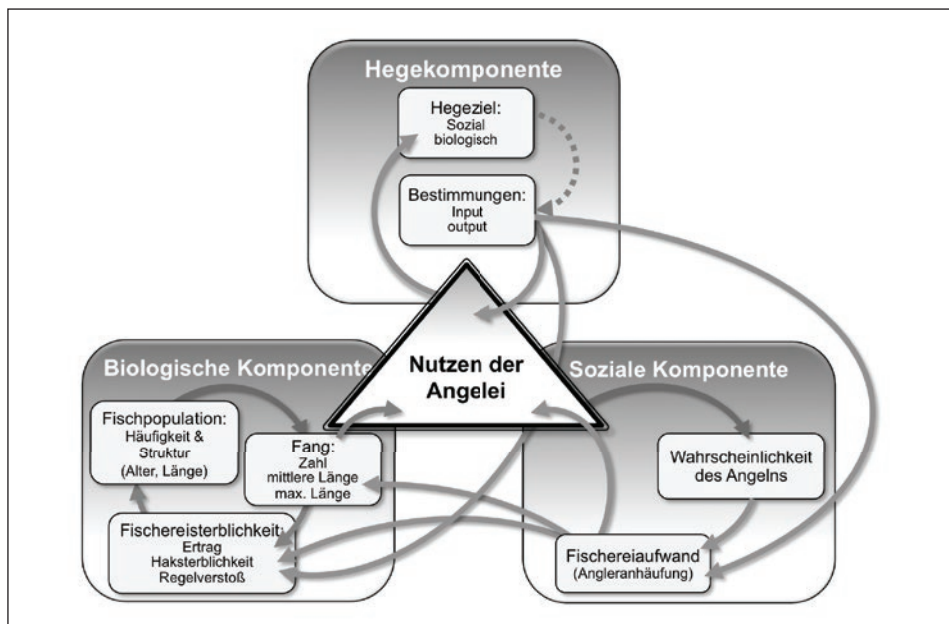 Hegekomponente
Hegeziel:
Sozial
biologisch
Bestimmungen:
Input
output
Nutzen der
Angelei
Biologische Komponente
Fischpopulation:
Häufigkeit &
Struktur
(Alter, Länge)
Fang:
Zahl
mittlere Länge
max. Länge
Fischereisterblichkeit:
Ertrag
Haksterblichkeit
Regelverstoß
Soziale Komponente
Wahrscheinlichkeit
des Angelns
Fischereiaufwand
(Angleranhäufung)